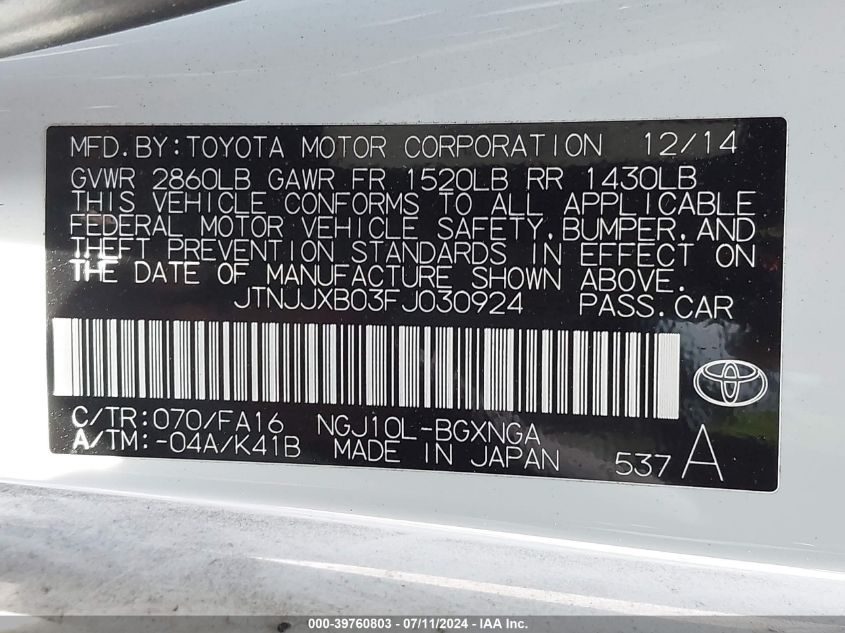 MFD.BY:TOYOTA MOTOR CORPORATION 12/14
GVWR 2860LB GAWR FR 1520LB RR 1430LB
THIS VEHICLE CONFORMS TO ALL APPLICABLE
FEDERAL MOTOR VEHICLE SAFETY,BUMPER,AND
THEFT PREVENTION STANDARDS IN EFFECT ON
THE DATE OF MANUFACTURE SHOWN ABOVE.
JTNJJXB03FJ030924 PASS.CAR
C/TR:070/FA16 NGJ10L-BGXNGA
A/TM:-04A/K41B MADE IN JAPAN 537 A
000-39760803 / 07/11/2024 - IAA Inc.